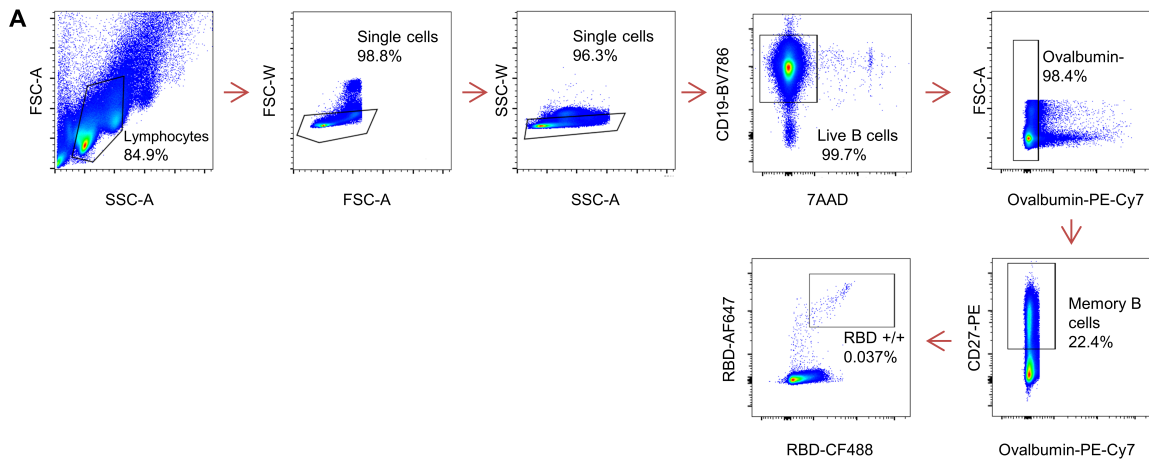 A
FSC-A
Lymphocytes
84.9%
SSC-A
FSC-W
Single cells
98.8%
FSC-A
SSC-W
Single cells
96.3%
SSC-A
CD19-BV786
Live B cells
99.7%
7AAD
FSC-A
Ovalbumin-
98.4%
Ovalbumin-PE-Cy7
CD27-PE
Memory B
cells
22.4%
Ovalbumin-PE-Cy7
RBD-AF647
RBD +/+
0.037%
RBD-CF488